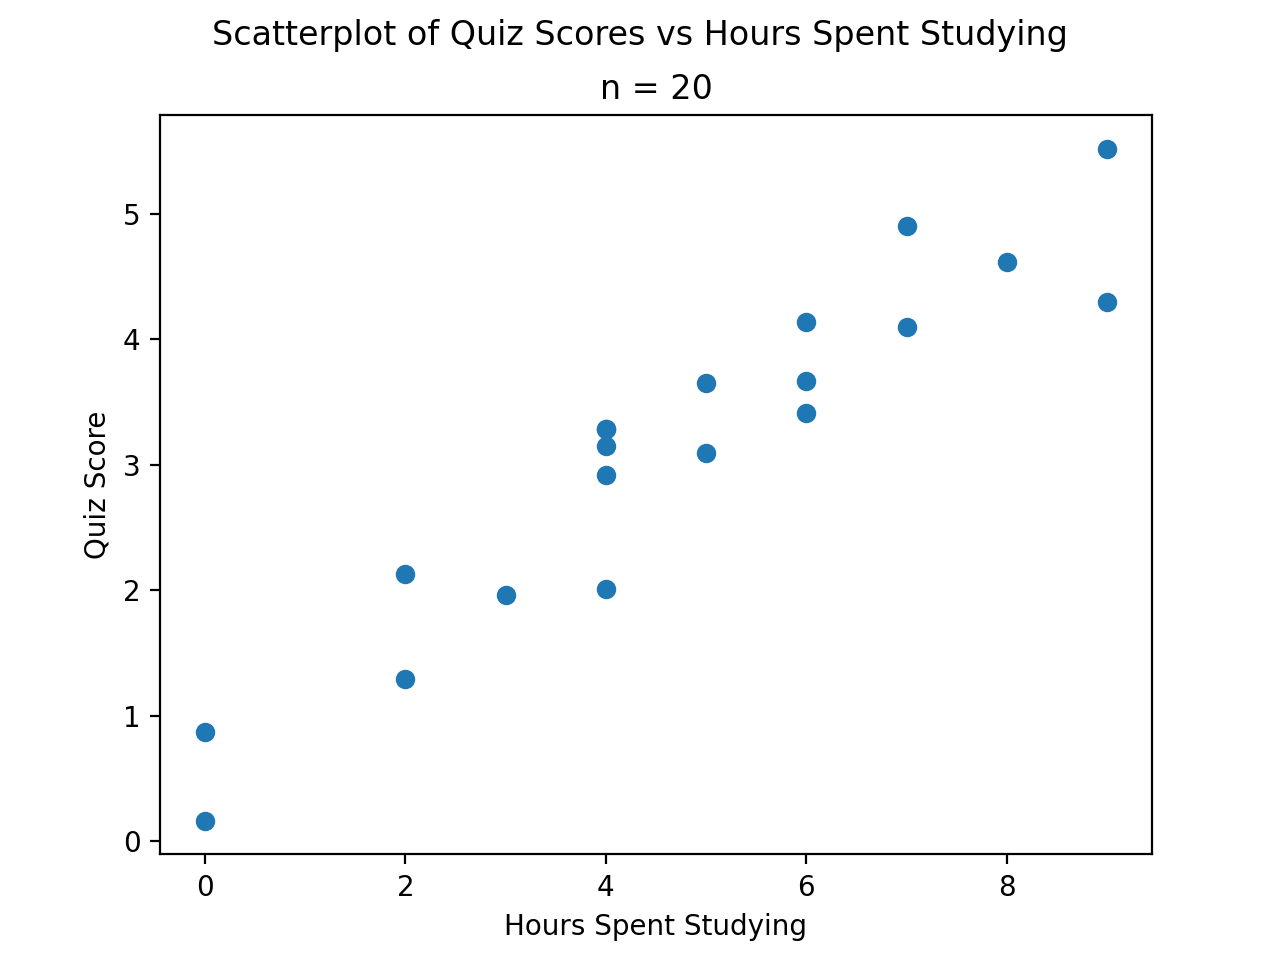 Scatterplot of Quiz Scores vs Hours Spent Studying
n = 20
5
4
3
2
1
0
Quiz Score
0 2 4 6 8
Hours Spent Studying